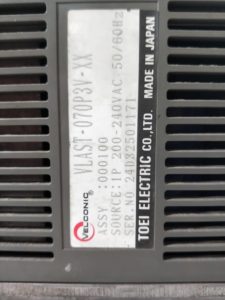 VELCONIC ® VLAST-070P3V-XX
ASSY :000100
SOURCE:1P 200-240VAC 50/60Hz
SER.NO 24D32501171
TOEI ELECTRIC CO.,LTD. MADE IN JAPAN